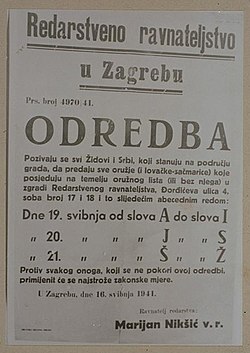 Redarstveno ravnateljstvo
u Zagrebu
Prs. broj 4970/41.
ODREDBA
Pozivaju se svi Židovi i Srbi, koji stanuju na području
grada, da predaju sve oružje (i lovačke-sačmarice) koje
posjeduju na temelju oružnog lista (ili bez njega) u
zgradi Redarstvenog ravnateljstva, Đorđićeva ulica 4.
soba broj 17 i 18 i to slijedećim abecednim redom:
Dne 19. svibnja od slova A do slova I
„ 20. „ „ „ J „ „ S
„ 21. „ „ „ Š „ „ Ž
Protiv svakog onoga, koji se ne pokori ovoj odredbi,
primijenit će se najstrože zakonske mjere.
U Zagrebu, dne 16. svibnja 1941.
Ravnatelj redarstva:
Marijan Nikšić v. r.